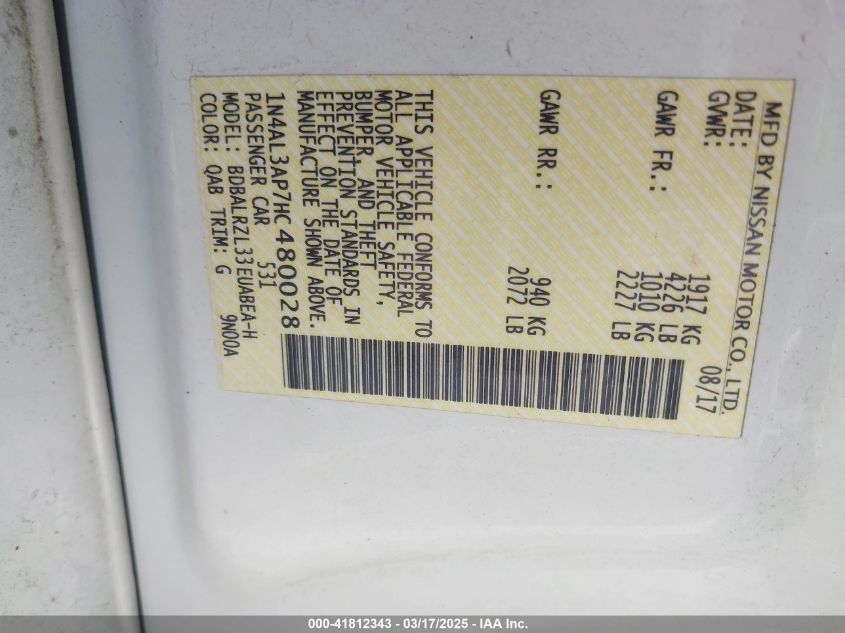 MFD BY NISSAN MOTOR CO., LTD.
DATE: 08/17
GVWR: 1917 KG
4226 LB
GAWR FR.: 1010 KG
2227 LB
GAWR RR.: 940 KG
2072 LB
THIS VEHICLE CONFORMS TO
ALL APPLICABLE FEDERAL
MOTOR VEHICLE SAFETY,
BUMPER, AND THEFT
PREVENTION STANDARDS IN
EFFECT ON THE DATE OF
MANUFACTURE SHOWN ABOVE.
1N4AL3AP7HC480028
PASSENGER CAR 531
MODEL: BDBALRZL33EUABEA-H
COLOR: QAB TRIM: G 9N00A
000-41812343 — 03/17/2025 — IAA Inc.